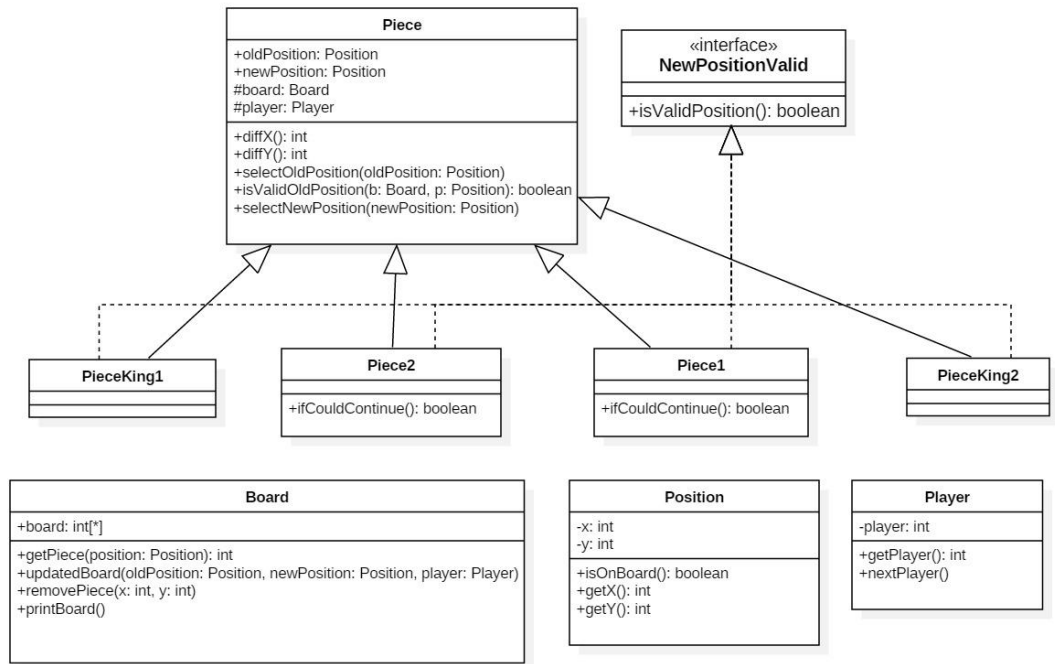 Piece
+oldPosition: Position
+newPosition: Position
#board: Board
#player: Player
+diffX(): int
+diffY(): int
+selectOldPosition(oldPosition: Position)
+isValidOldPosition(b: Board, p: Position): boolean
+selectNewPosition(newPosition: Position)
«interface»
NewPositionValid
+isValidPosition(): boolean
PieceKing1
Piece2
+ifCouldContinue(): boolean
Piece1
+ifCouldContinue(): boolean
PieceKing2
Board
+board: int[*]
+getPiece(position: Position): int
+updatedBoard(oldPosition: Position, newPosition: Position, player: Player)
+removePiece(x: int, y: int)
+printBoard()
Position
-x: int
-y: int
+isOnBoard(): boolean
+getX(): int
+getY(): int
Player
-player: int
+getPlayer(): int
+nextPlayer()